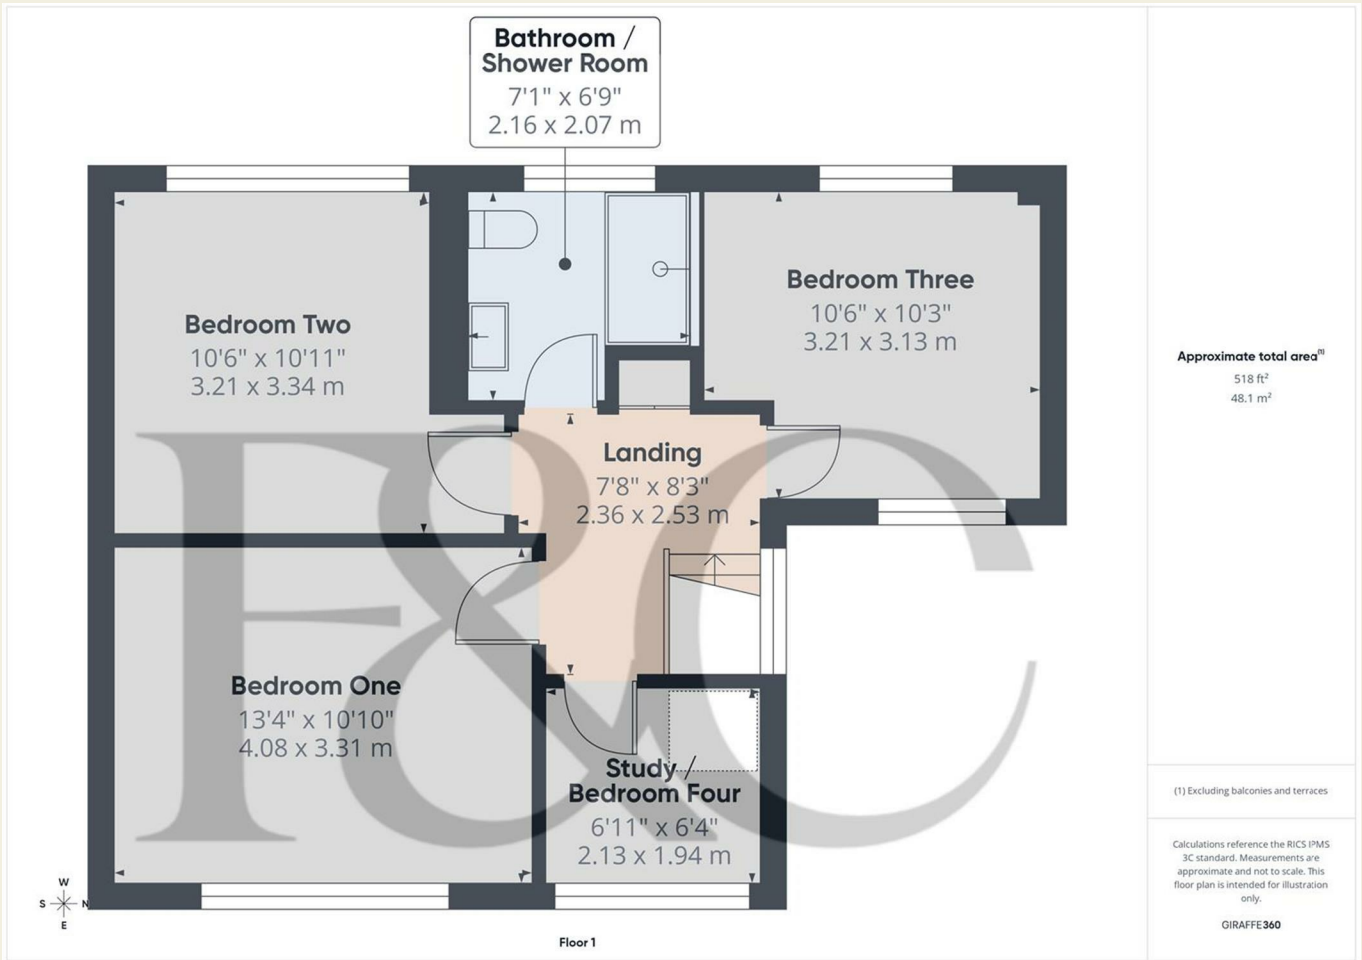 Bathroom /
Shower Room
7'1" x 6'9"
2.16 x 2.07 m
Bedroom Two
10'6" x 10'11"
3.21 x 3.34 m
Bedroom Three
10'6" x 10'3"
3.21 x 3.13 m
Landing
7'8" x 8'3"
2.36 x 2.53 m
Bedroom One
13'4" x 10'10"
4.08 x 3.31 m
Study /
Bedroom Four
6'11" x 6'4"
2.13 x 1.94 m
F&C
W
S N
E
Floor 1
Approximate total area(1)
518 ft²
48.1 m²
(1) Excluding balconies and terraces
Calculations reference the RICS IPMS
3C standard. Measurements are
approximate and not to scale. This
floor plan is intended for illustration
only.
GIRAFFE360